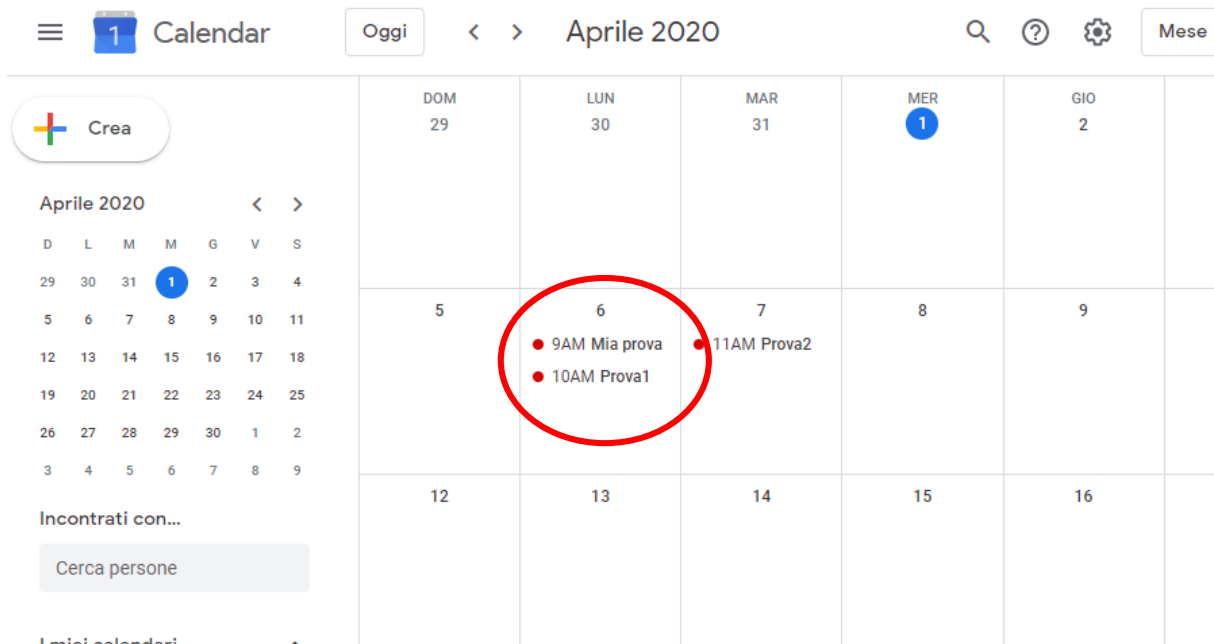 1 Calendar Oggi Aprile 2020 Mese
DOM LUN MAR MER GIO
29 30 31 1 2
Crea
Aprile 2020
D L M M G V S
29 30 31 1 2 3 4
5 6 7 8 9 10 11
12 13 14 15 16 17 18
19 20 21 22 23 24 25
26 27 28 29 30 1 2
3 4 5 6 7 8 9
Incontrati con...
Cerca persone
I miei calendari
5 6 7 8 9
9AM Mia prova 11AM Prova2
10AM Prova1
12 13 14 15 16